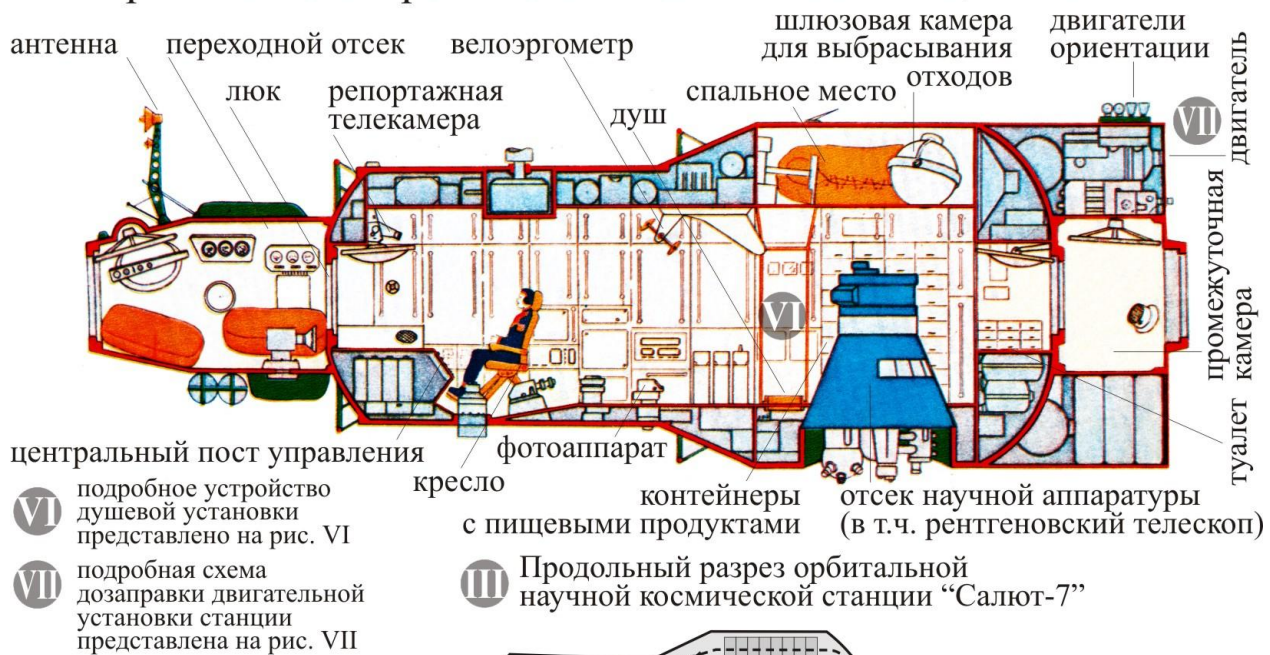 антенна
переходной отсек
велоэргометр
шлюзовая камера
для выбрасывания
отходов
двигатели
ориентации
люк
репортажная
телекамера
душ
спальное место
двигатель
VII
VI
промежуточная
камера
туалет
центральный пост управления
кресло
фотоаппарат
контейнеры
с пищевыми продуктами
отсек научной аппаратуры
(в т.ч. рентгеновский телескоп)
VI
подробное устройство
душевой установки
представлено на рис. VI
VII
подробная схема
дозаправки двигательной
установки станции
представлена на рис. VII
III
Продольный разрез орбитальной
научной космической станции “Салют-7”